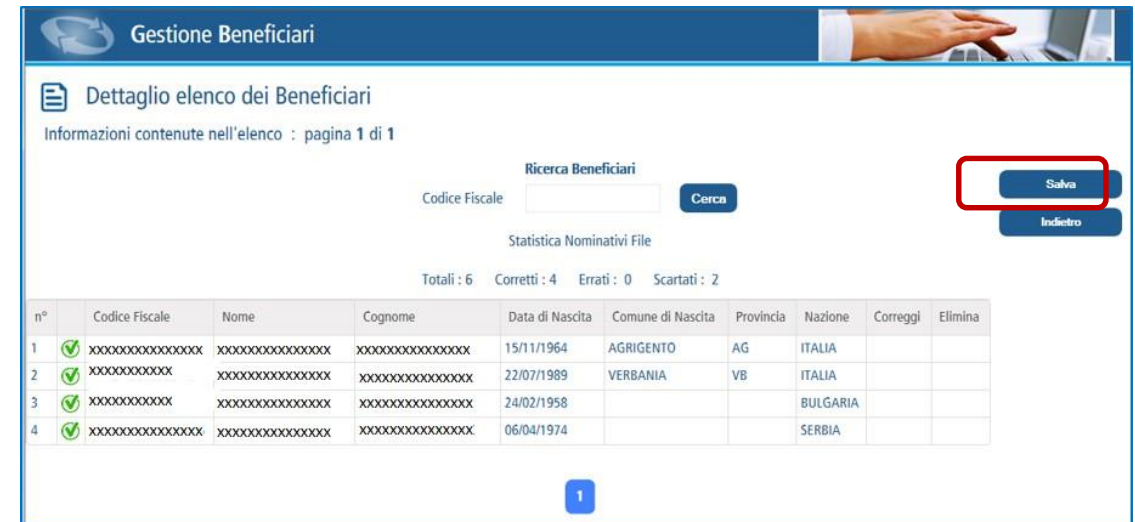 Gestione Beneficiari
Dettaglio elenco dei Beneficiari
Informazioni contenute nell'elenco : pagina 1 di 1
Ricerca Beneficiari
Codice Fiscale Cerca
Salva
Indietro
Statistica Nominativi File
Totali : 6 Corretti : 4 Errati : 0 Scartati : 2
n° Codice Fiscale Nome Cognome Data di Nascita Comune di Nascita Provincia Nazione Correggi Elimina
1 XXXXXXXXXXXXXXX XXXXXXXXXXXXXXX XXXXXXXXXXXXXXX 15/11/1964 AGRIGENTO AG ITALIA
2 XXXXXXXXXXX XXXXXXXXXXXXXXX XXXXXXXXXXXXXXX 22/07/1989 VERBANIA VB ITALIA
3 XXXXXXXXXXX XXXXXXXXXXXXXXX XXXXXXXXXXXXXXX 24/02/1958 BULGARIA
4 XXXXXXXXXXXXXXX XXXXXXXXXXXXXXX XXXXXXXXXXXXXXX 06/04/1974 SERBIA
1